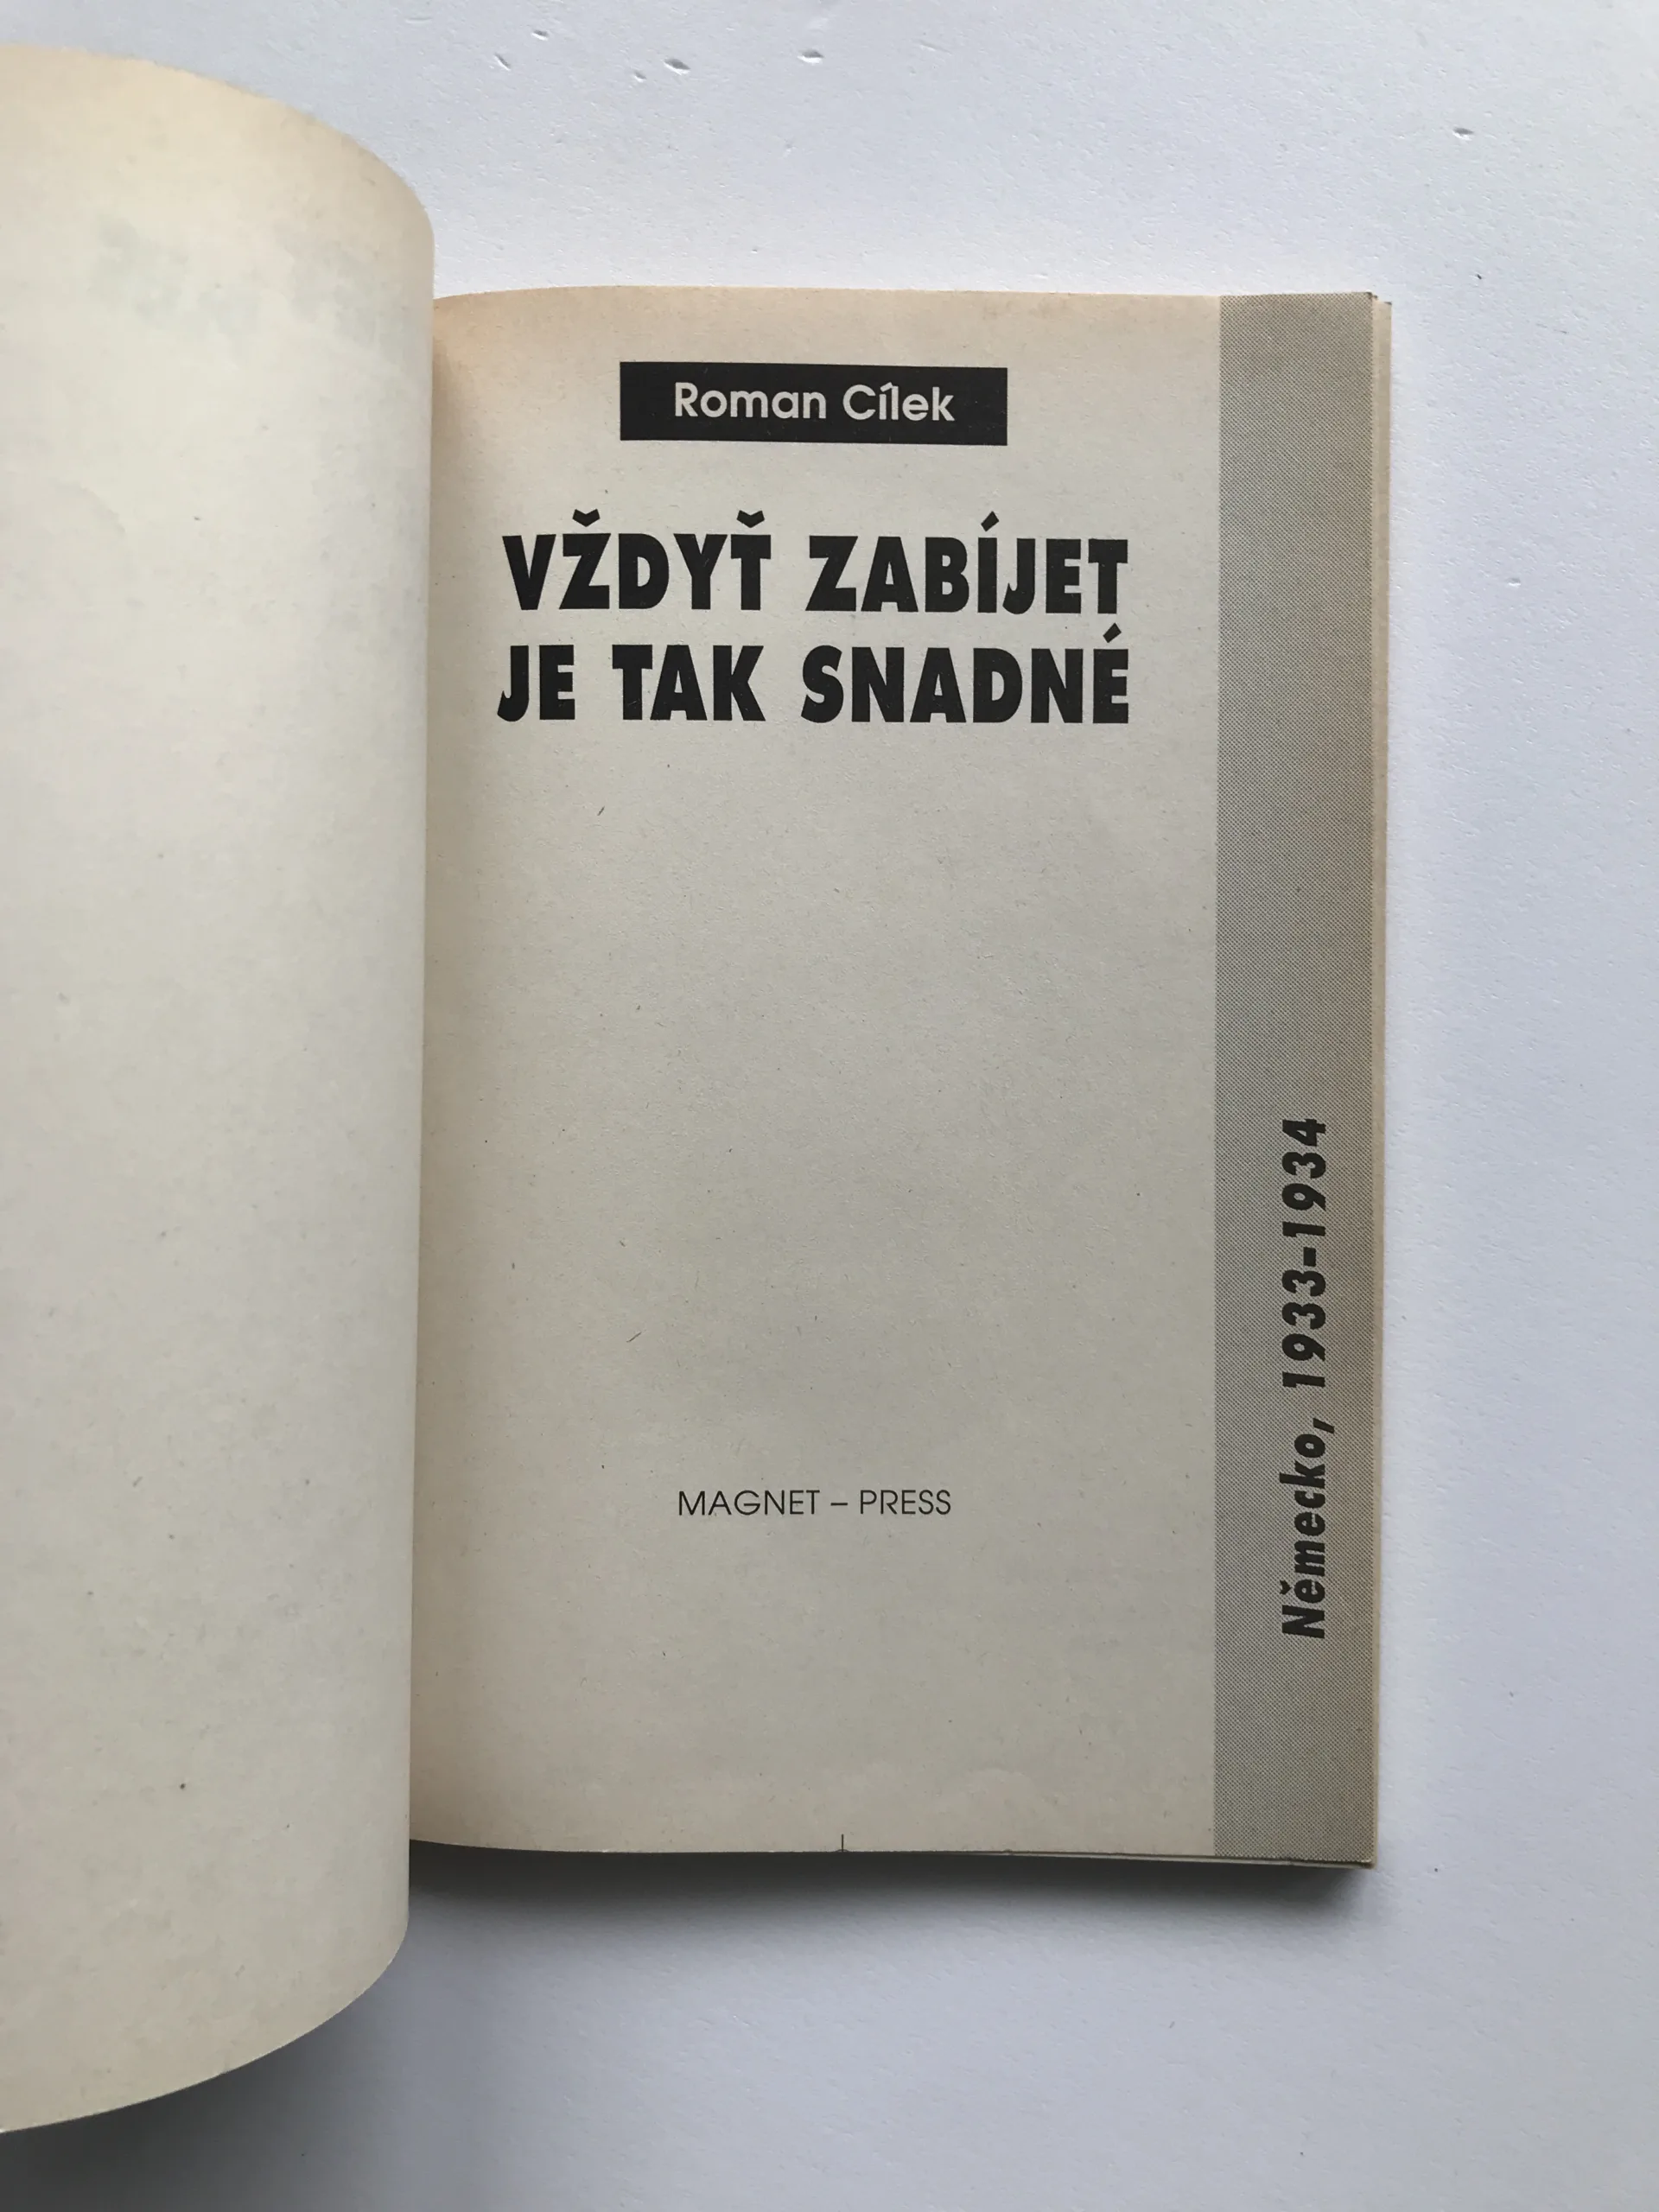 Roman Cílek
VŽDYŤ ZABÍJET
JE TAK SNADNÉ
MAGNET – PRESS
Německo, 1933-1934